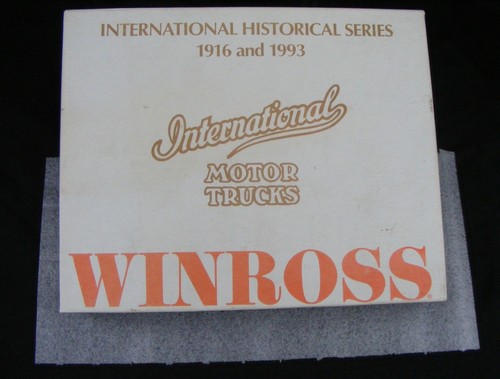 INTERNATIONAL HISTORICAL SERIES
1916 and 1993
International
MOTOR
TRUCKS
WINROSS®